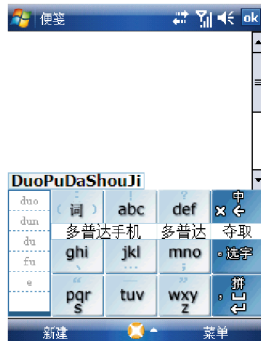 便笺 ok
DuoPuDaShouJi
duo
dun
du
fu
e
(词) abc def 中
多普达手机 多普达 夺取
ghi jkl mno 选字
pqrs tuv wxyz , 拼
新建 菜单